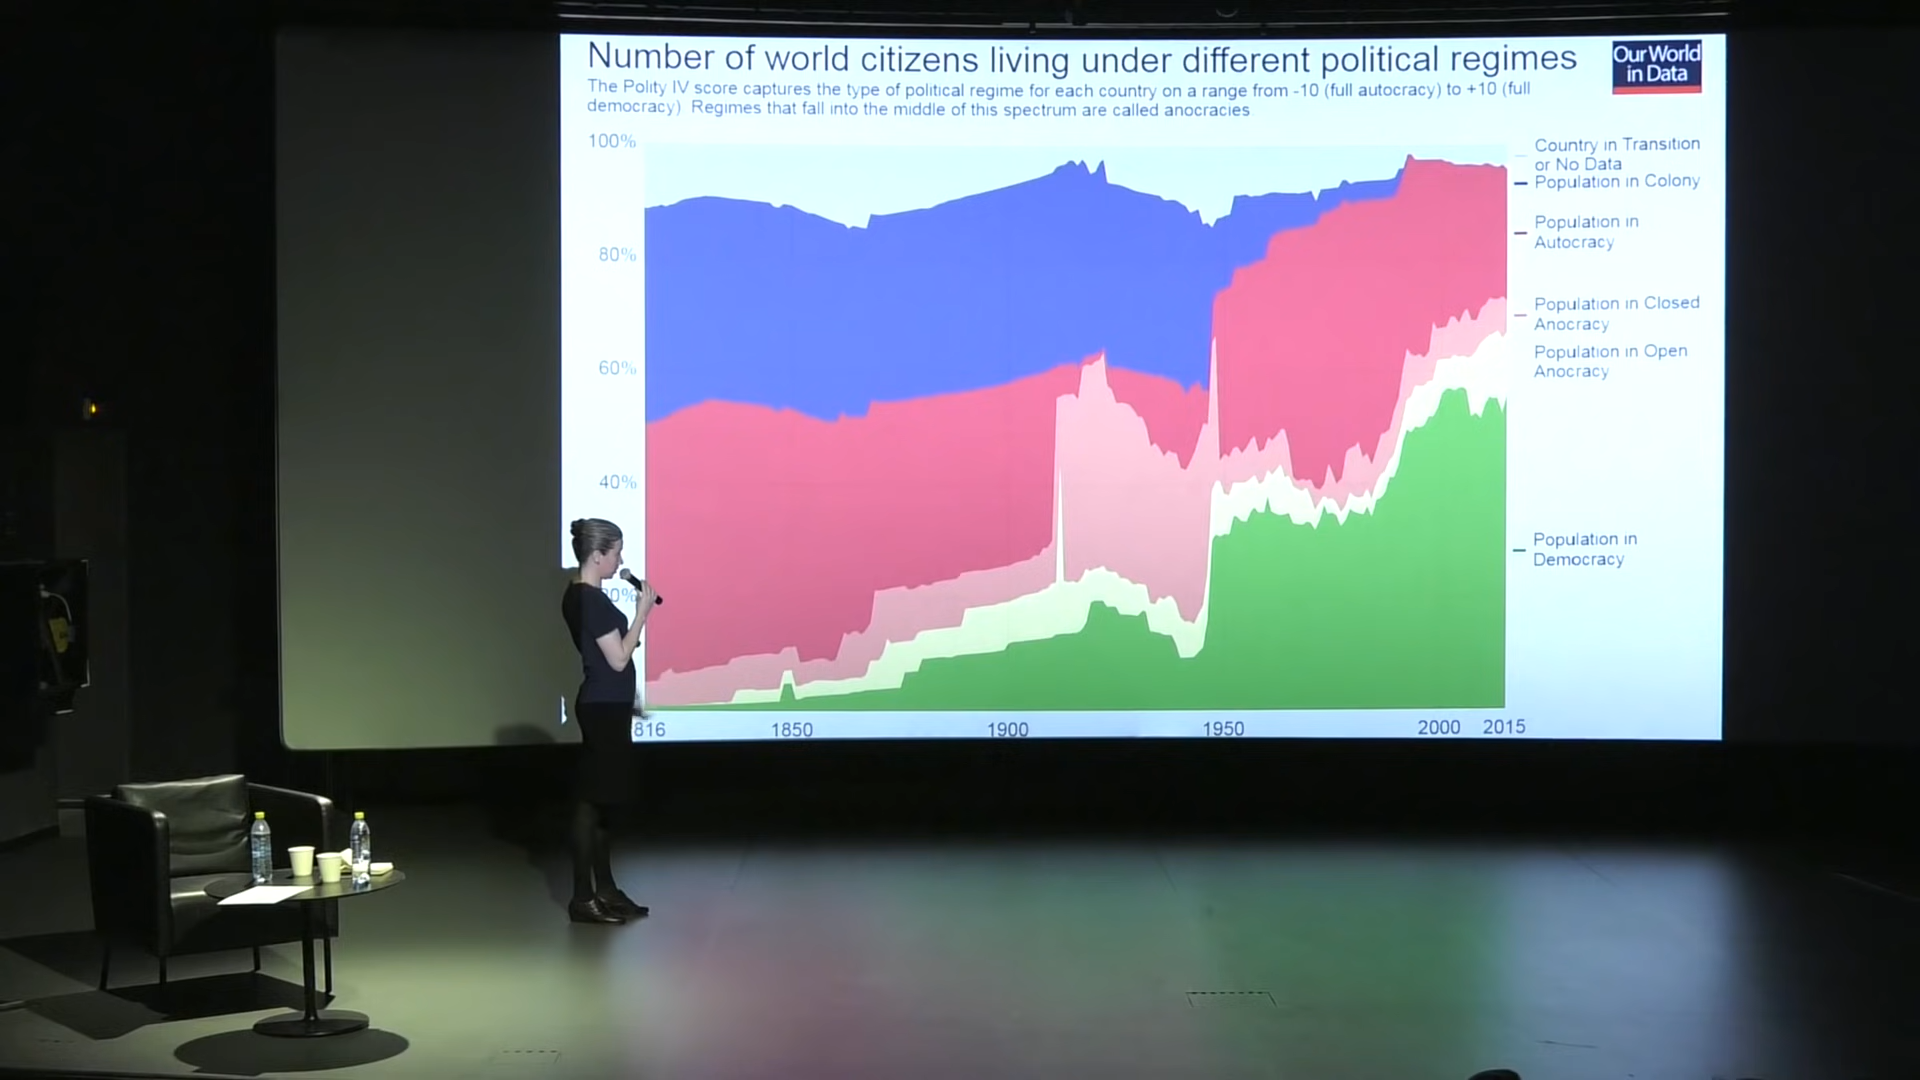 Number of world citizens living under different political regimes
Our World
in Data
The Polity IV score captures the type of political regime for each country on a range from -10 (full autocracy) to +10 (full
democracy) Regimes that fall into the middle of this spectrum are called anocracies
100%
80%
60%
40%
0%
Country in Transition
or No Data
Population in Colony
Population in
Autocracy
Population in Closed
Anocracy
Population in Open
Anocracy
Population in
Democracy
816
1850
1900
1950
2000
2015